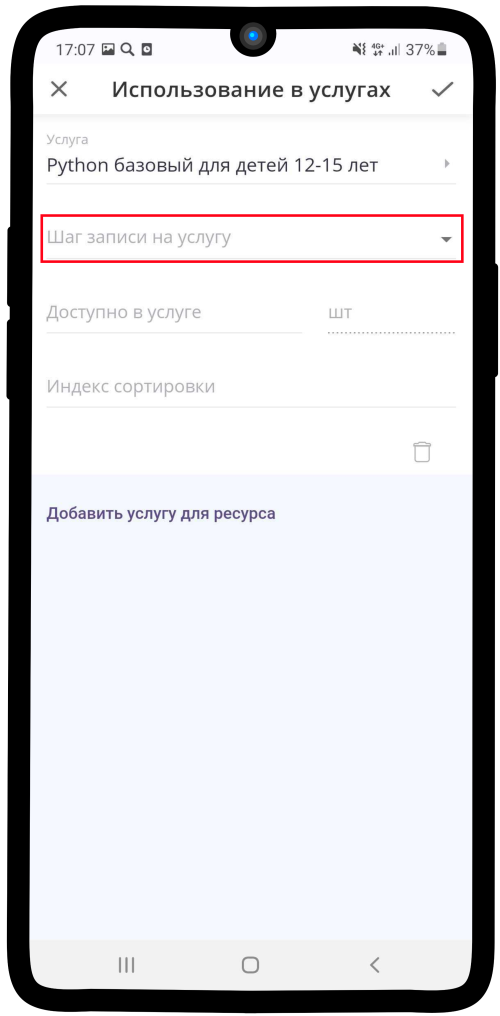 17:07 4G+ 37%
Использование в услугах
Услуга
Python базовый для детей 12-15 лет
Шаг записи на услугу
Доступно в услуге шт
Индекс сортировки
Добавить услугу для ресурса